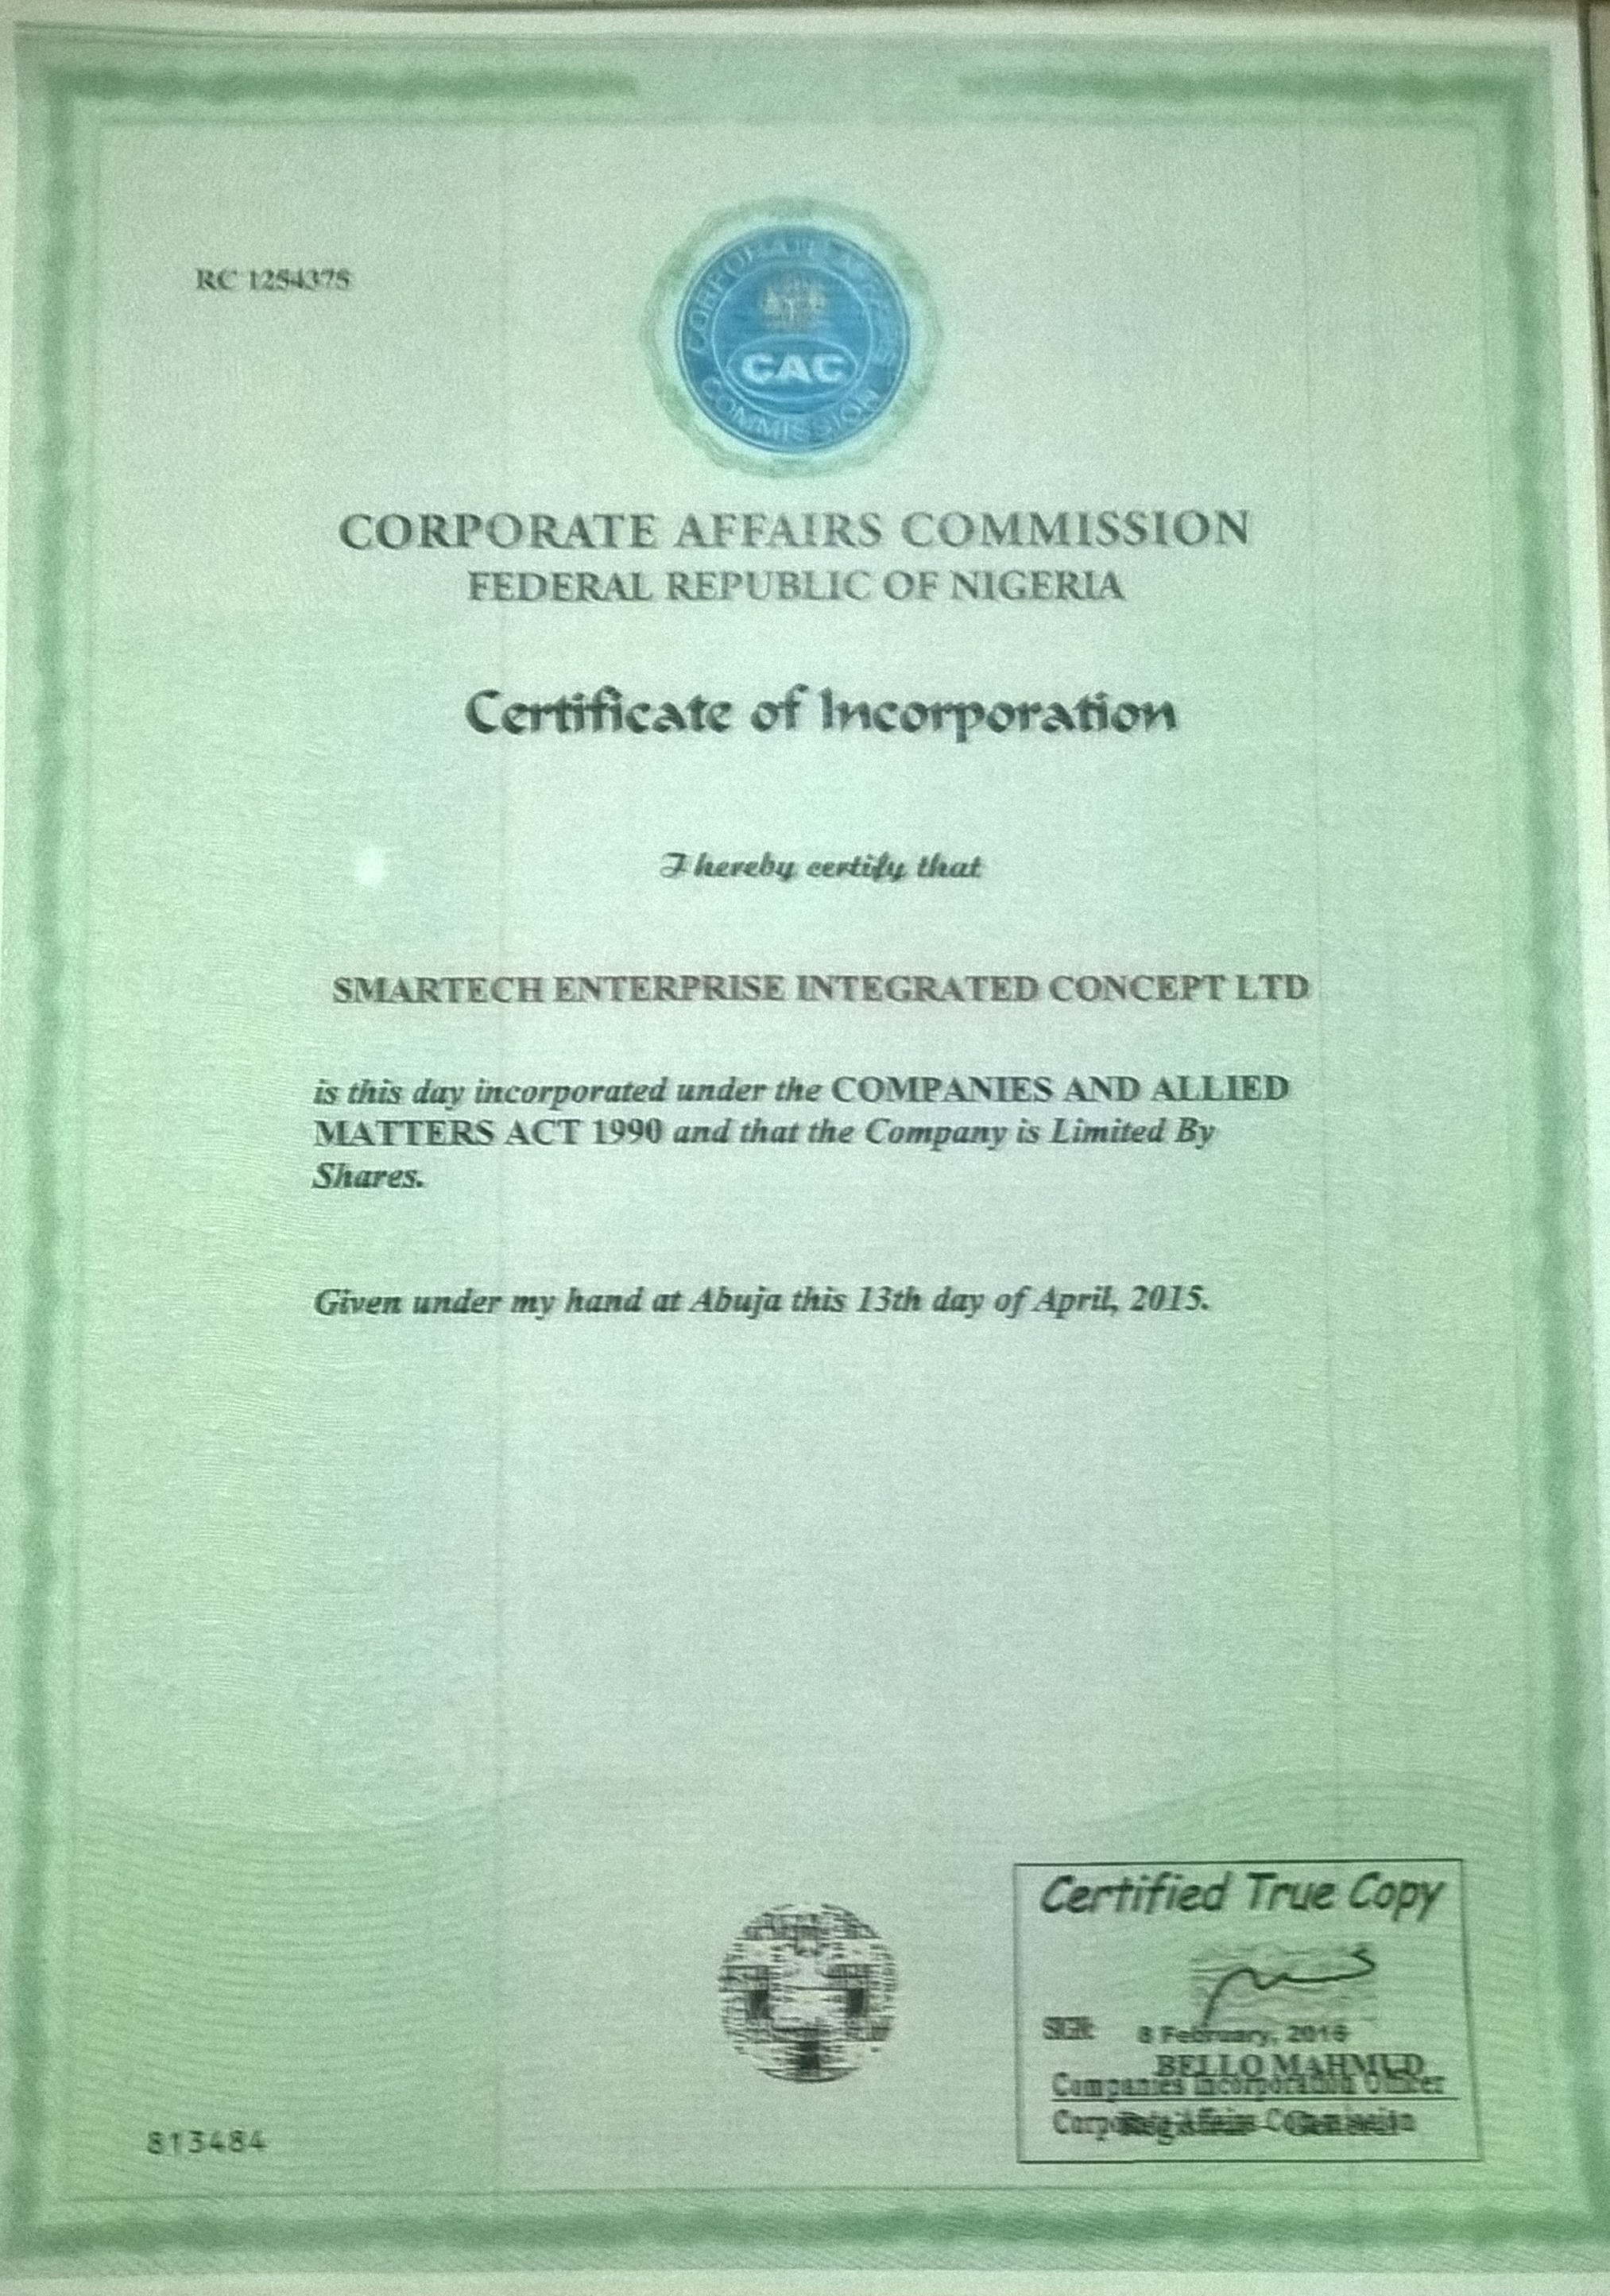 RC 1254375
CORPORATE AFFAIRS COMMISSION
CAC
CORPORATE AFFAIRS COMMISSION
FEDERAL REPUBLIC OF NIGERIA
Certificate of Incorporation
I hereby certify that
SMARTECH ENTERPRISE INTEGRATED CONCEPT LTD
is this day incorporated under the COMPANIES AND ALLIED
MATTERS ACT 1990 and that the Company is Limited By
Shares.
Given under my hand at Abuja this 13th day of April, 2015.
Certified True Copy
SIGN:
8 February, 2016
BELLO MAHMUD
Companies Incorporation Officer
Corporate Affairs Commission
Registrar - General
813484